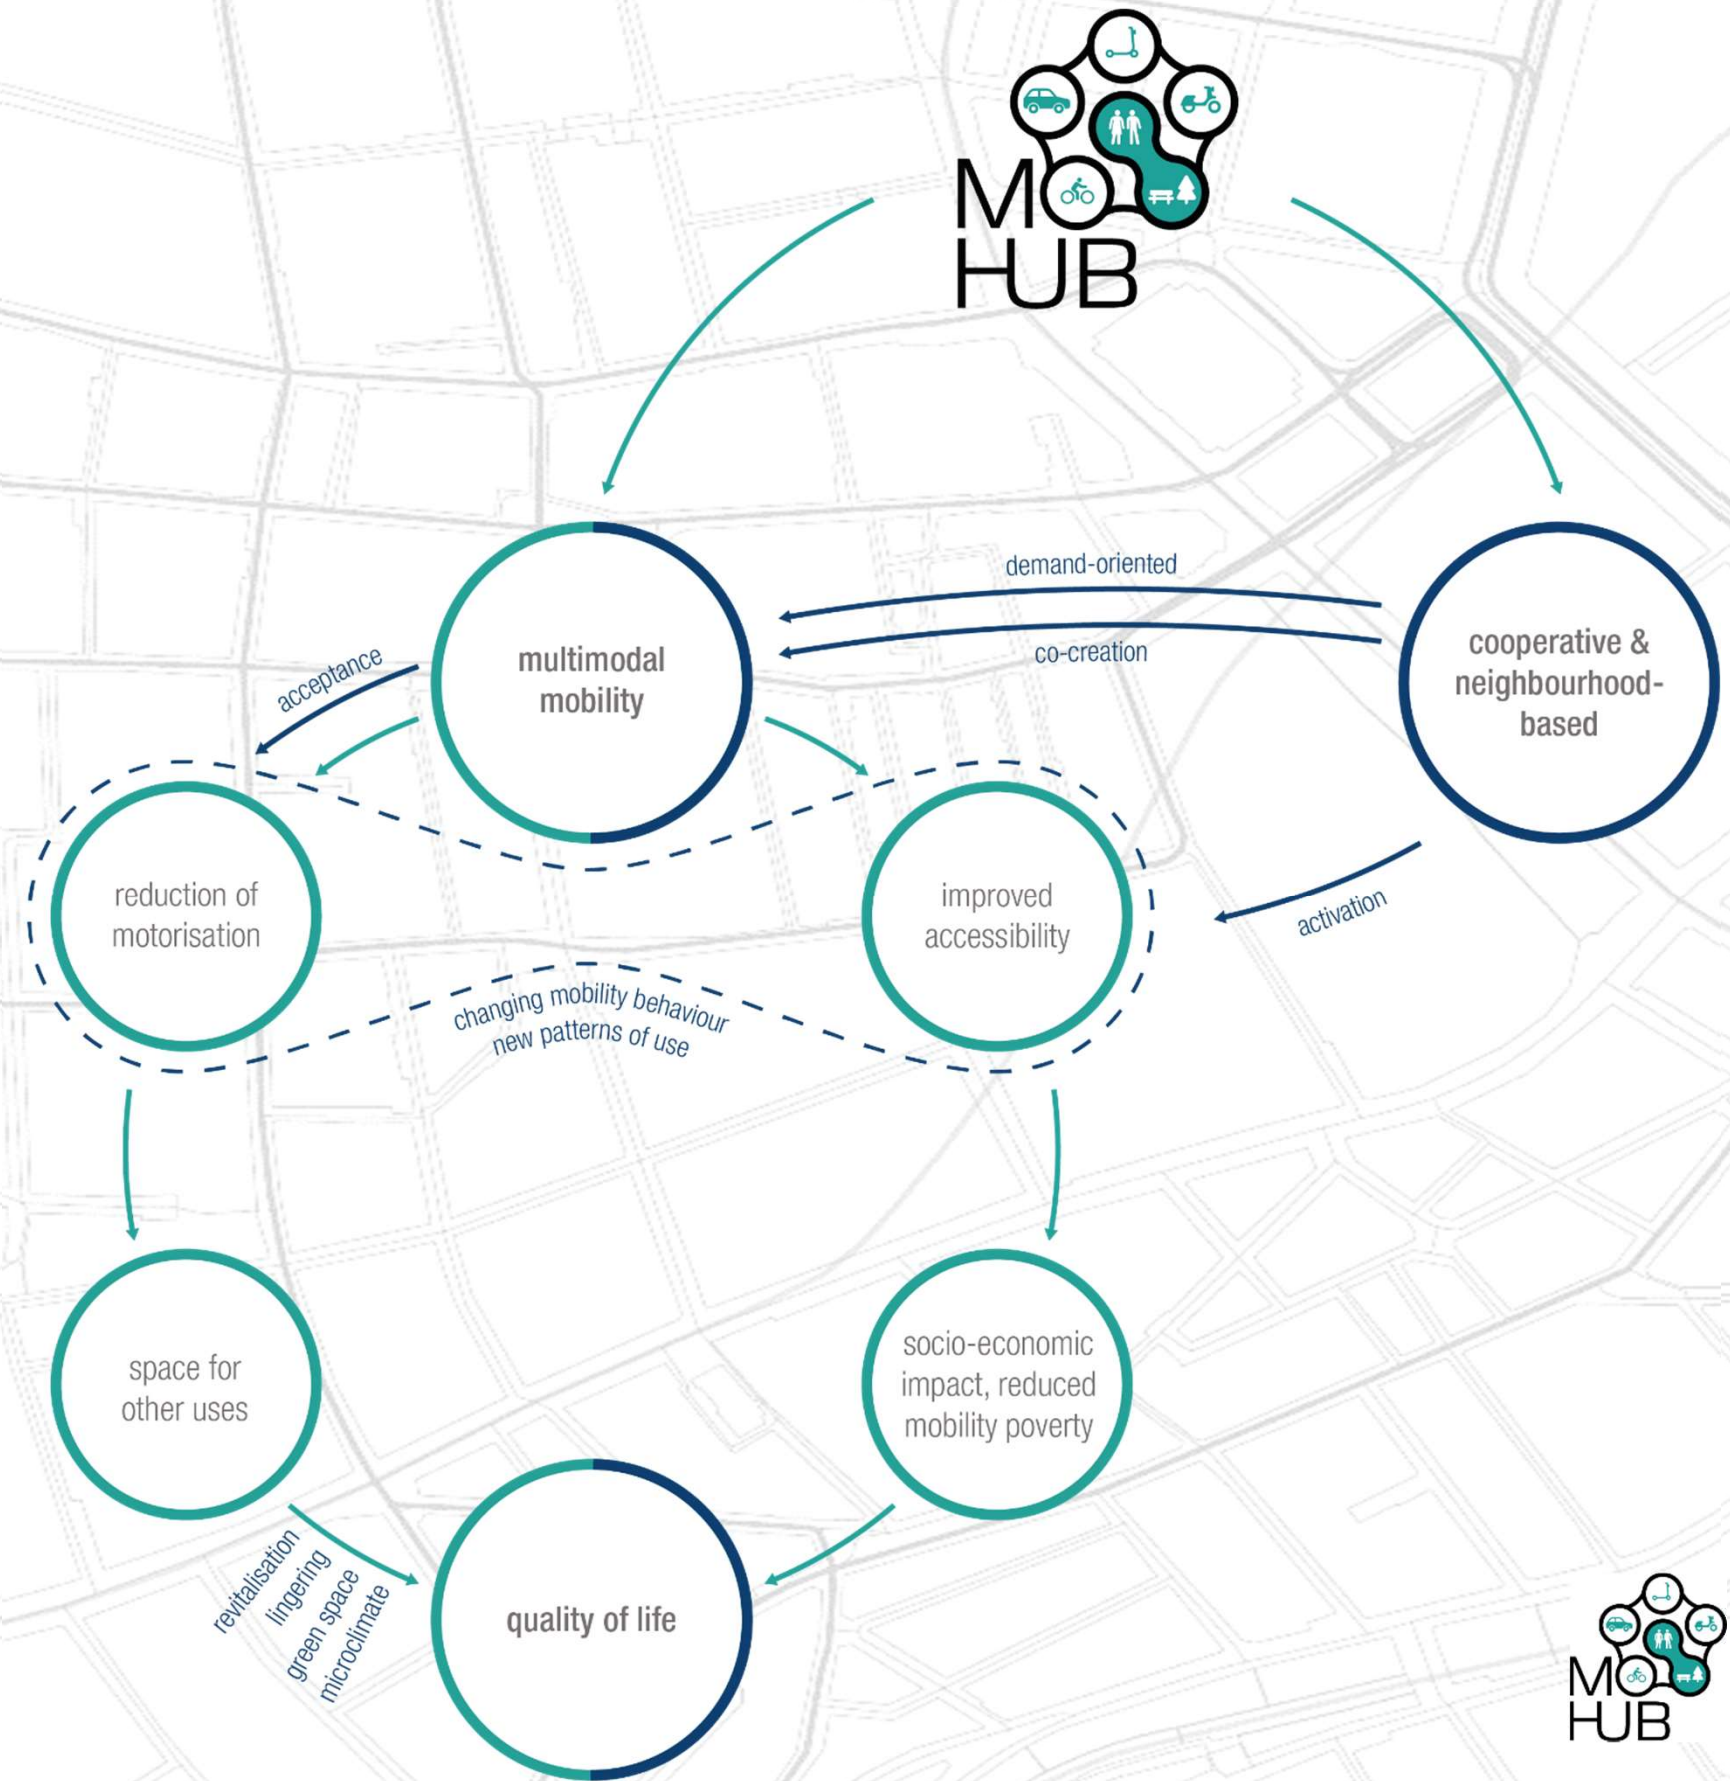 MO
HUB
demand-oriented
co-creation
acceptance
multimodal
mobility
cooperative &
neighbourhood-
based
reduction of
motorisation
improved
accessibility
activation
changing mobility behaviour
new patterns of use
space for
other uses
socio-economic
impact, reduced
mobility poverty
revitalisation
lingering
green space
microclimate
quality of life
MO
HUB